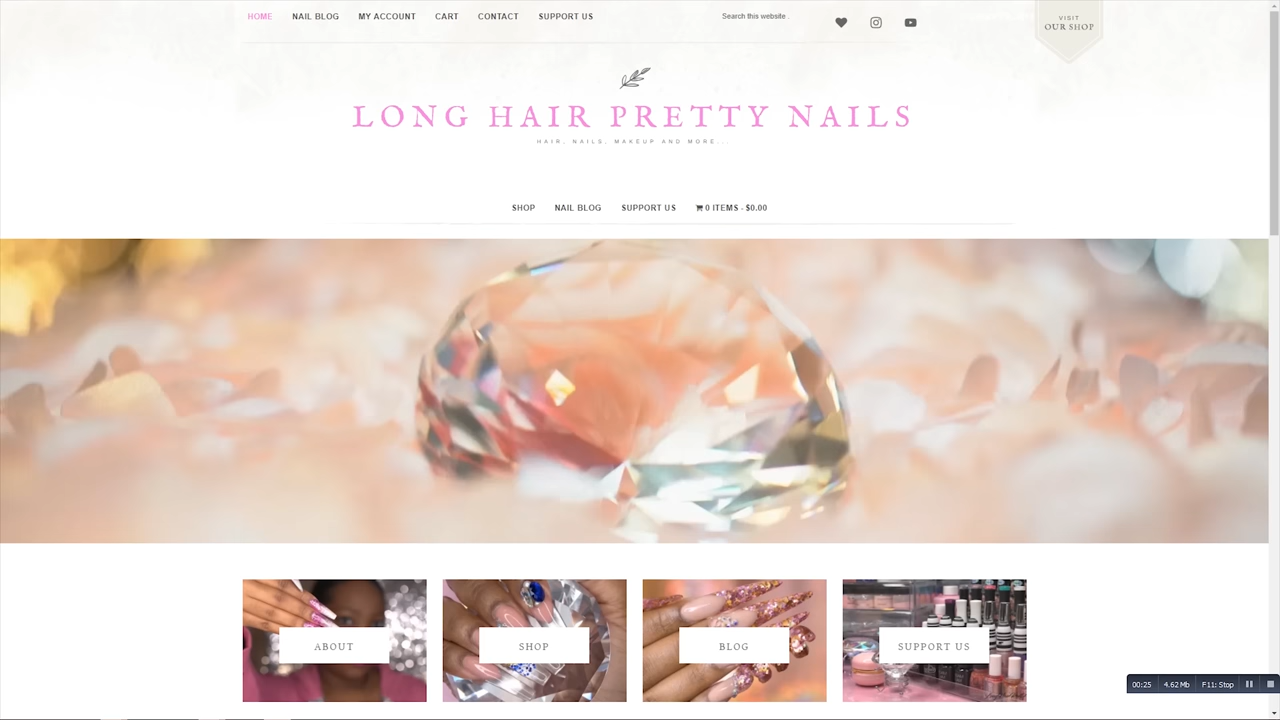 HOME NAIL BLOG MY ACCOUNT CART CONTACT SUPPORT US Search this website .
VISIT
OUR SHOP
LONG HAIR PRETTY NAILS
HAIR, NAILS, MAKEUP AND MORE...
SHOP NAIL BLOG SUPPORT US 0 ITEMS - $0.00
ABOUT SHOP BLOG SUPPORT US
00:25 4.62 Mb F11: Stop